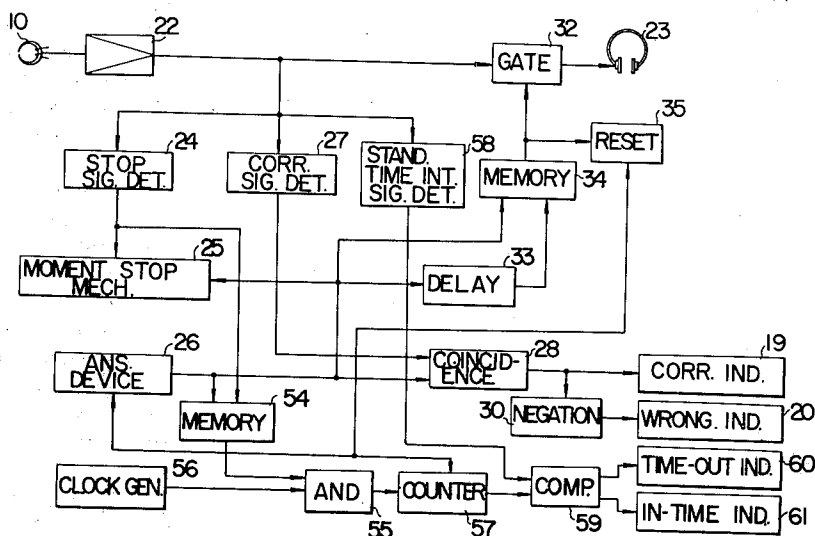 10
22
32
23
GATE
35
RESET
24
27
58
STOP
SIG. DET.
CORR.
SIG. DET.
STAND.
TIME INT.
SIG. DET.
MEMORY
34
25
MOMENT STOP
MECH.
33
DELAY
26
ANS.
DEVICE
28
COINCID-
ENCE
19
CORR. IND.
54
MEMORY
30
NEGATION
20
WRONG. IND.
56
CLOCK GEN.
AND
55
COUNTER
57
COMP.
59
TIME-OUT IND.
60
IN-TIME IND.
61